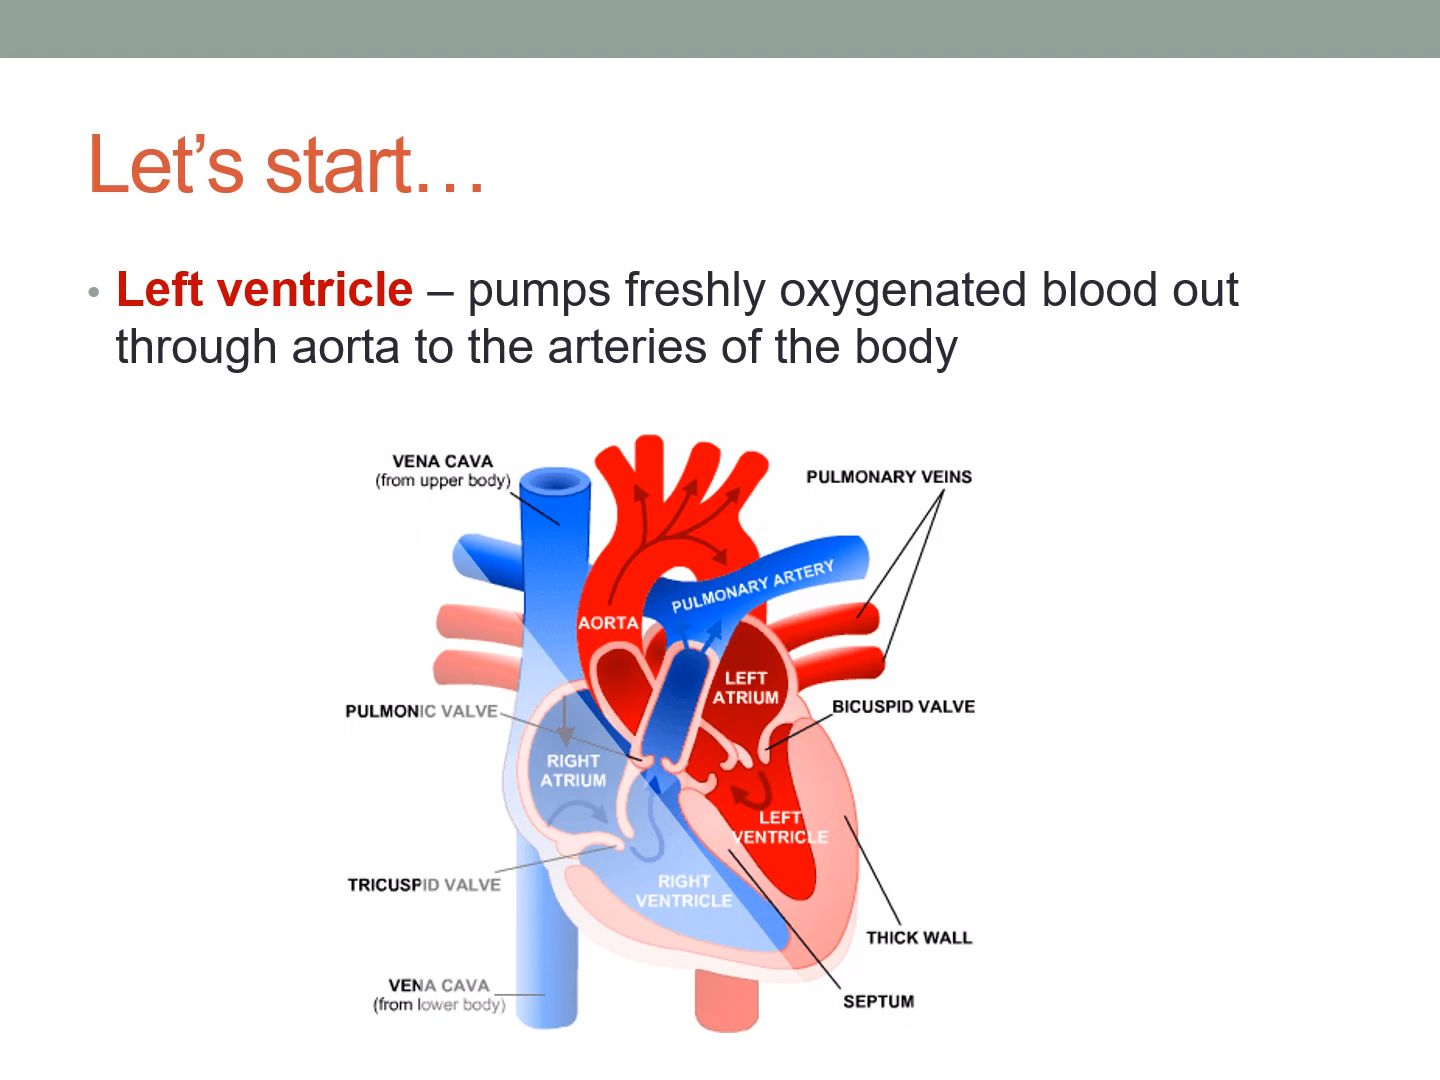 Let’s start…
• Left ventricle – pumps freshly oxygenated blood out
through aorta to the arteries of the body
VENA CAVA
(from upper body)
PULMONARY VEINS
PULMONARY ARTERY
AORTA
LEFT
ATRIUM
PULMONIC VALVE
BICUSPID VALVE
RIGHT
ATRIUM
LEFT
VENTRICLE
TRICUSPID VALVE
RIGHT
VENTRICLE
THICK WALL
VENA CAVA
(from lower body)
SEPTUM